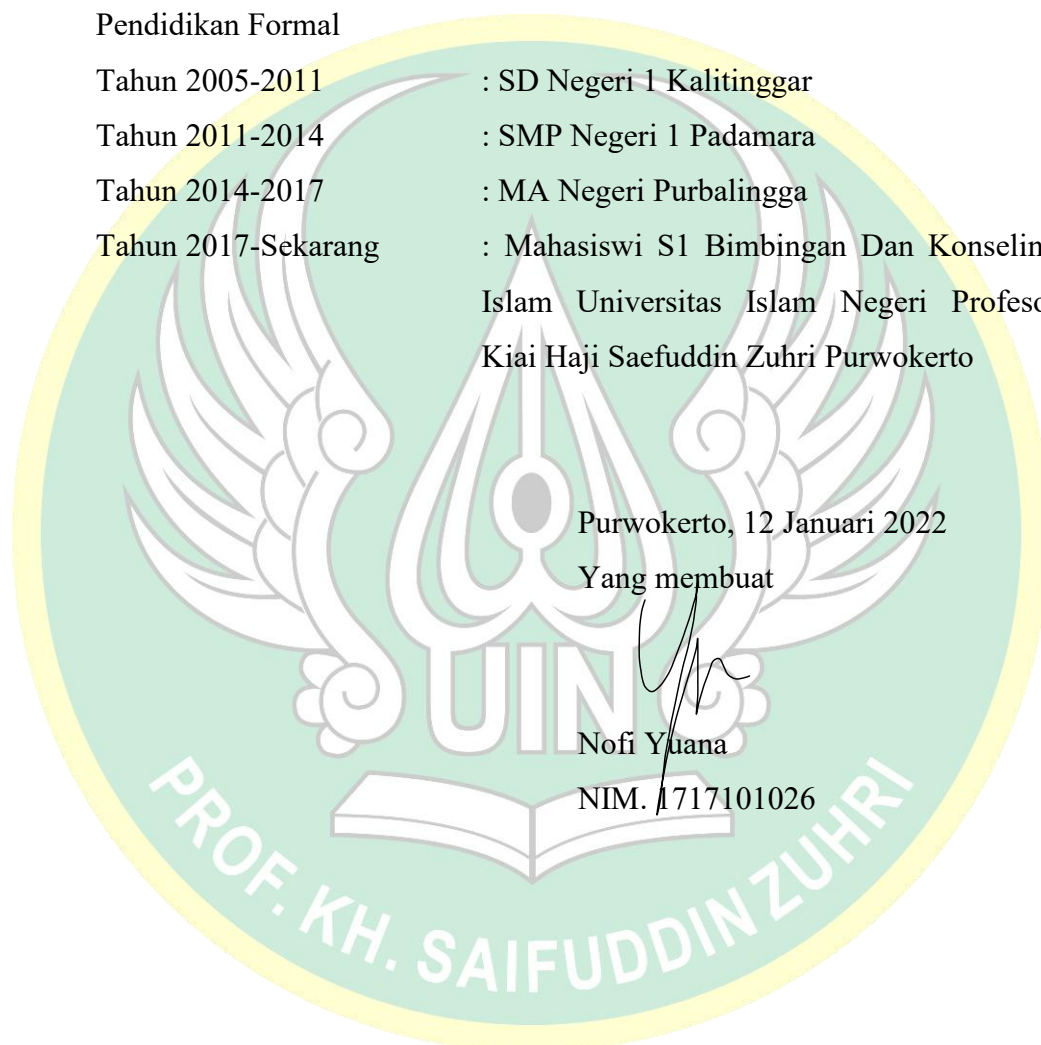 Pendidikan Formal
Tahun 2005-2011 : SD Negeri 1 Kalitinggar
Tahun 2011-2014 : SMP Negeri 1 Padamara
Tahun 2014-2017 : MA Negeri Purbalingga
Tahun 2017-Sekarang : Mahasiswi S1 Bimbingan Dan Konselin
Islam Universitas Islam Negeri Profeso
Kiai Haji Saefuddin Zuhri Purwokerto
Purwokerto, 12 Januari 2022
Yang membuat
UIN
Nofi Yuana
NIM. 1717101026
PROF. KH. SAIFUDDIN ZUHRI